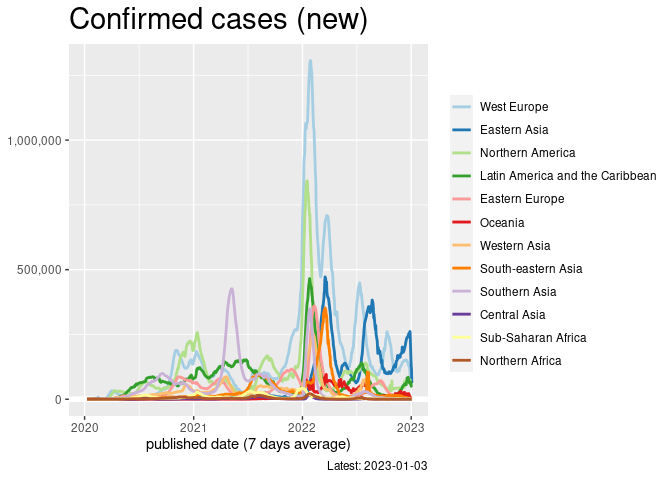 Confirmed cases (new)
1,000,000
500,000
0
2020
2021
2022
2023
published date (7 days average)
Latest: 2023-01-03
West Europe
Eastern Asia
Northern America
Latin America and the Caribbean
Eastern Europe
Oceania
Western Asia
South-eastern Asia
Southern Asia
Central Asia
Sub-Saharan Africa
Northern Africa